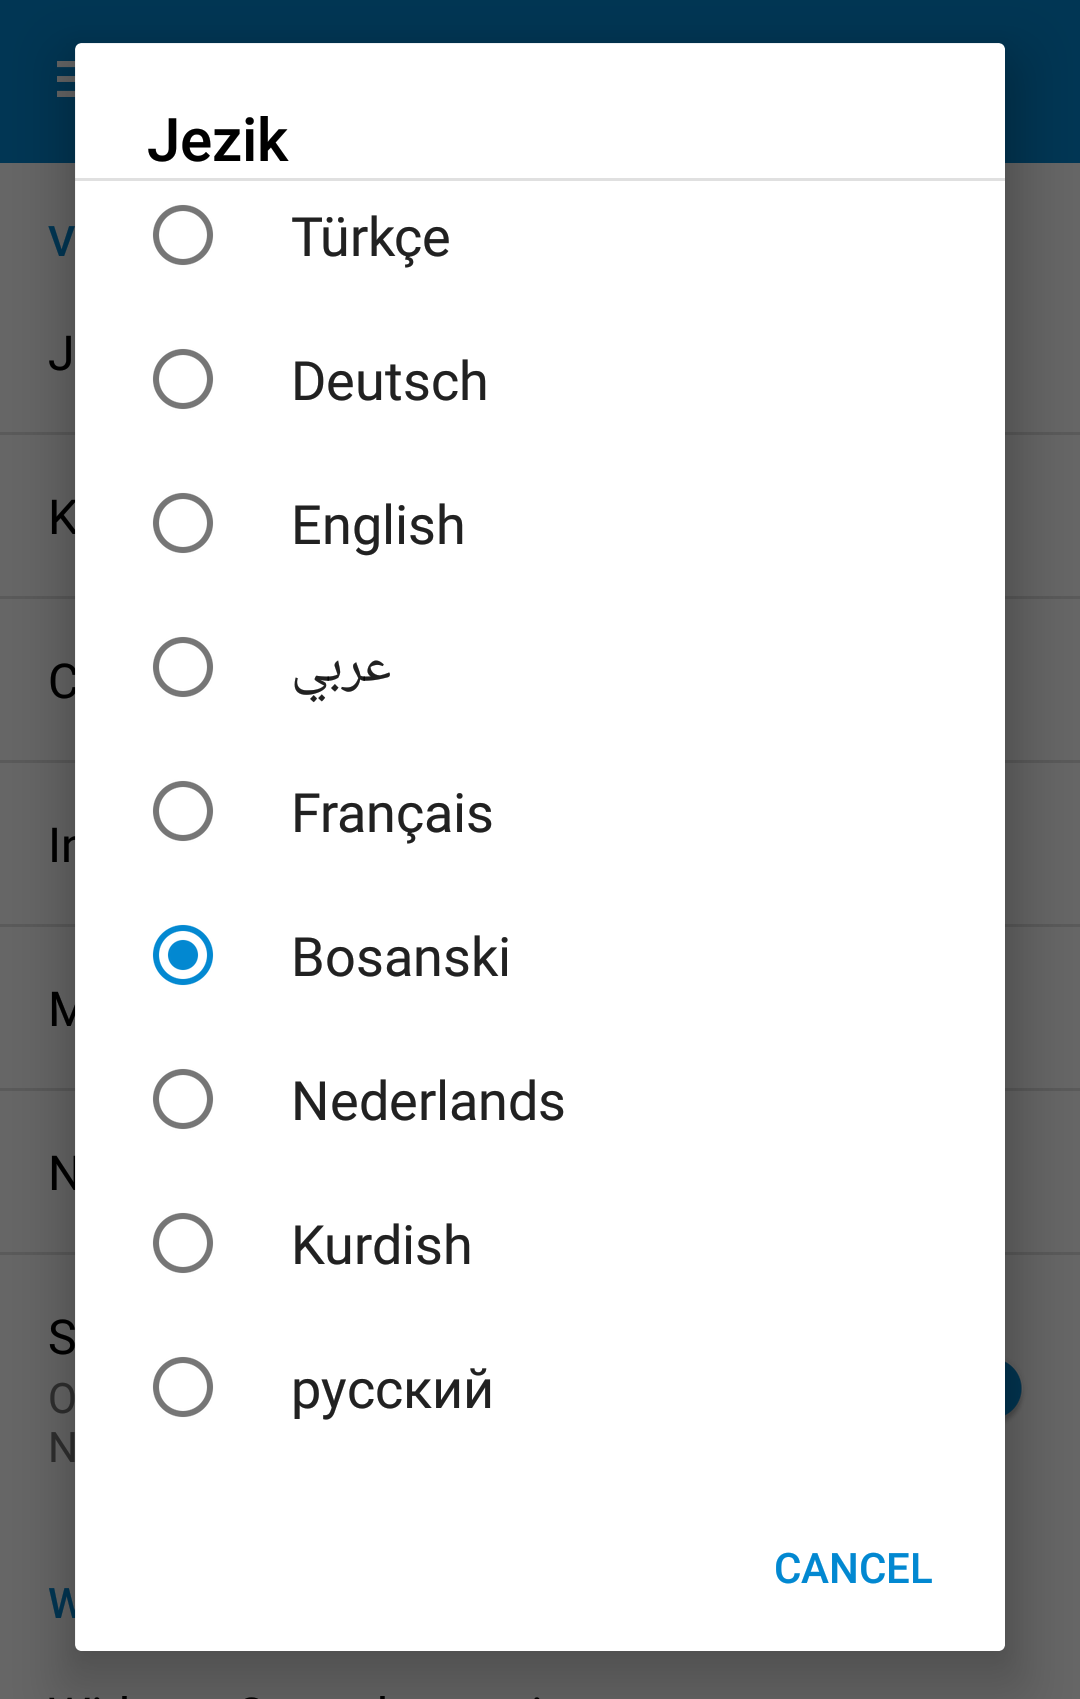 Jezik
Türkçe
Deutsch
English
عربي
Français
Bosanski
Nederlands
Kurdish
русский
CANCEL